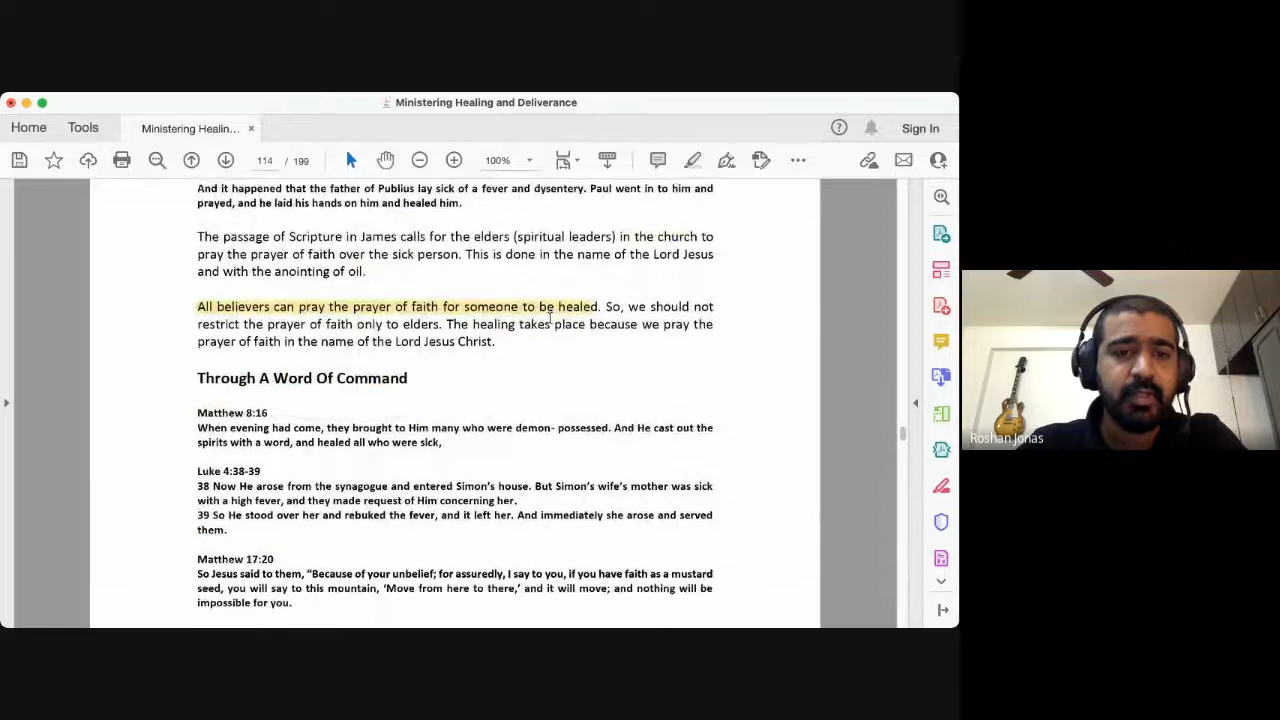 Ministering Healing and Deliverance
Home Tools Ministering Healin... × Sign In
114 / 199 100%
And it happened that the father of Publius lay sick of a fever and dysentery. Paul went in to him and
prayed, and he laid his hands on him and healed him.
The passage of Scripture in James calls for the elders (spiritual leaders) in the church to
pray the prayer of faith over the sick person. This is done in the name of the Lord Jesus
and with the anointing of oil.
All believers can pray the prayer of faith for someone to be healed. So, we should not
restrict the prayer of faith only to elders. The healing takes place because we pray the
prayer of faith in the name of the Lord Jesus Christ.
Through A Word Of Command
Matthew 8:16
When evening had come, they brought to Him many who were demon- possessed. And He cast out the
spirits with a word, and healed all who were sick,
Luke 4:38-39
38 Now He arose from the synagogue and entered Simon's house. But Simon's wife's mother was sick
with a high fever, and they made request of Him concerning her.
39 So He stood over her and rebuked the fever, and it left her. And immediately she arose and served
them.
Matthew 17:20
So Jesus said to them, "Because of your unbelief; for assuredly, I say to you, if you have faith as a mustard
seed, you will say to this mountain, 'Move from here to there,' and it will move; and nothing will be
impossible for you.
Roshan Jonas